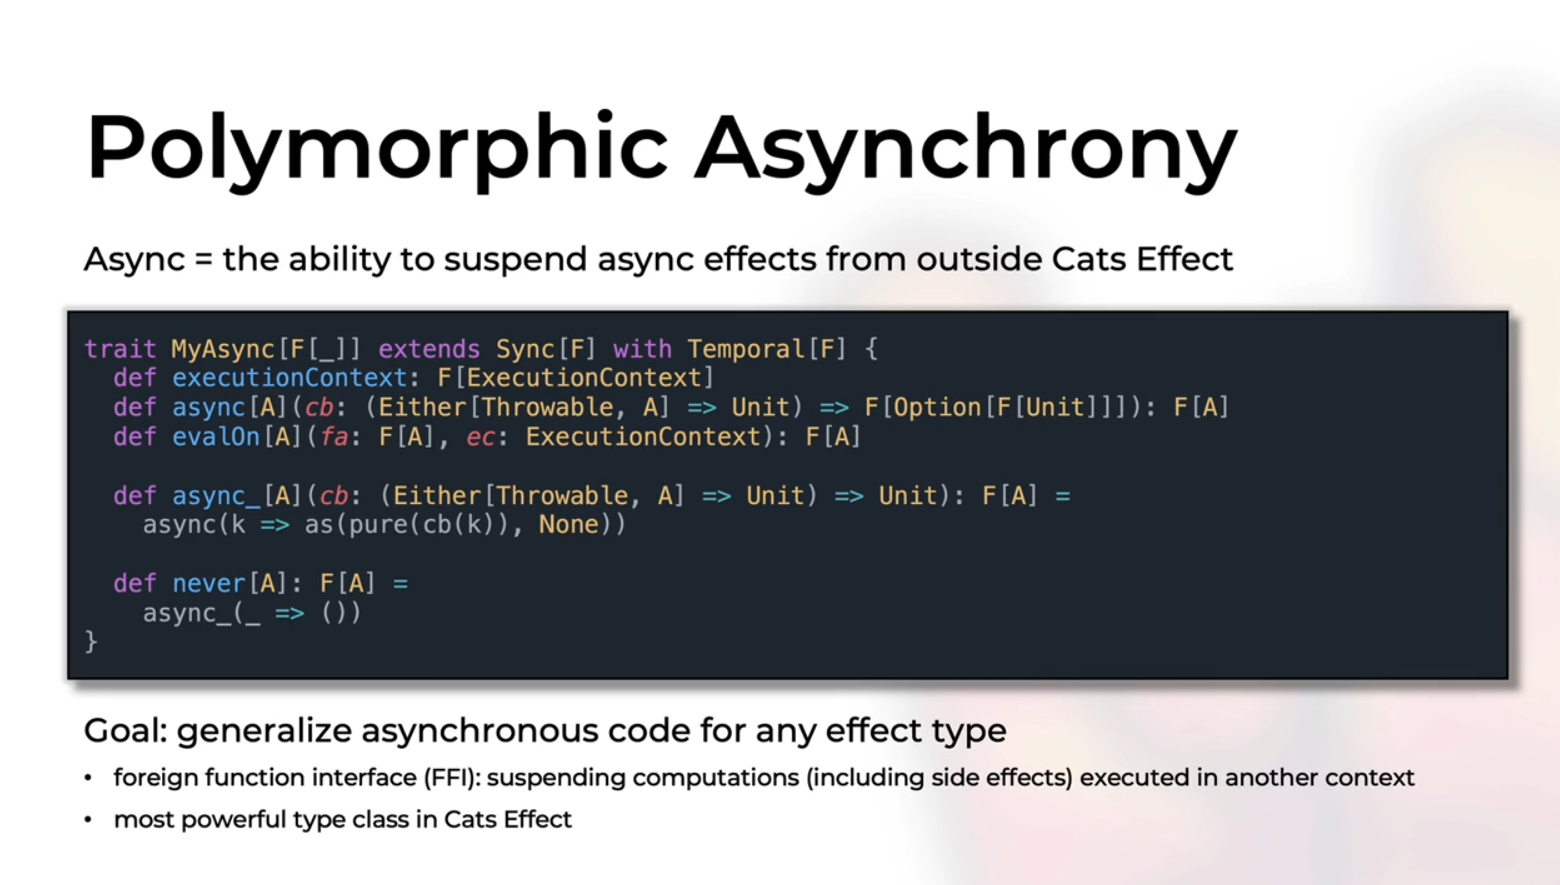 Polymorphic Asynchrony
Async = the ability to suspend async effects from outside Cats Effect
trait MyAsync[F[_]] extends Sync[F] with Temporal[F] {
  def executionContext: F[ExecutionContext]
  def async[A](cb: (Either[Throwable, A] => Unit) => F[Option[F[Unit]]]): F[A]
  def evalOn[A](fa: F[A], ec: ExecutionContext): F[A]
  def async_[A](cb: (Either[Throwable, A] => Unit) => Unit): F[A] =
    async(k => as(pure(cb(k)), None))
  def never[A]: F[A] =
    async_(_ => ())
}
Goal: generalize asynchronous code for any effect type
• foreign function interface (FFI): suspending computations (including side effects) executed in another context
• most powerful type class in Cats Effect